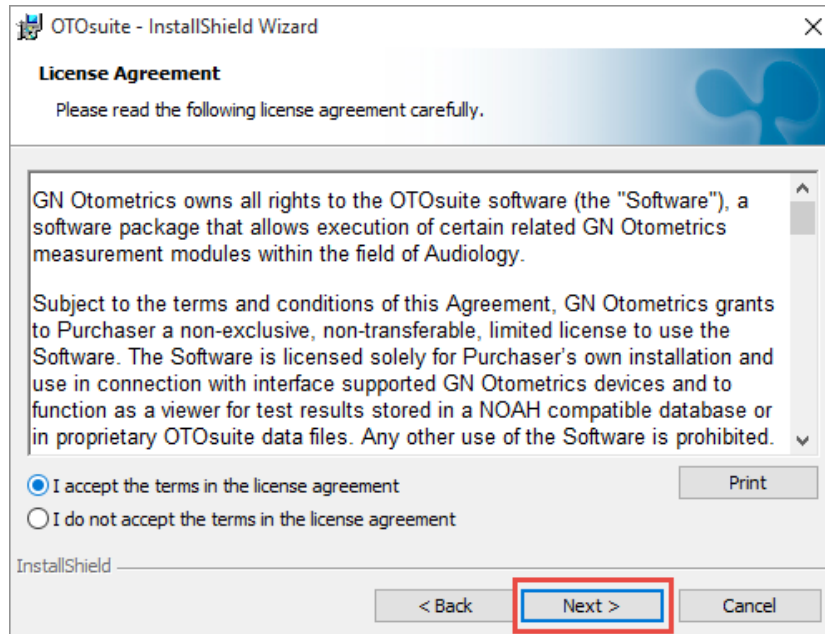 OTOsuite - InstallShield Wizard
License Agreement
Please read the following license agreement carefully.
GN Otometrics owns all rights to the OTOsuite software (the "Software"), a
software package that allows execution of certain related GN Otometrics
measurement modules within the field of Audiology.
Subject to the terms and conditions of this Agreement, GN Otometrics grants
to Purchaser a non-exclusive, non-transferable, limited license to use the
Software. The Software is licensed solely for Purchaser's own installation and
use in connection with interface supported GN Otometrics devices and to
function as a viewer for test results stored in a NOAH compatible database or
in proprietary OTOsuite data files. Any other use of the Software is prohibited.
I accept the terms in the license agreement
Print
I do not accept the terms in the license agreement
InstallShield
< Back
Next >
Cancel